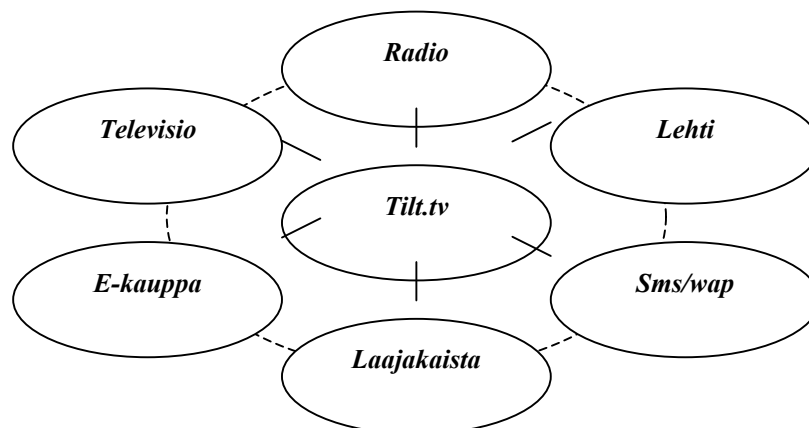 Radio
Televisio
Lehti
Tilt.tv
E-kauppa
Sms/wap
Laajakaista